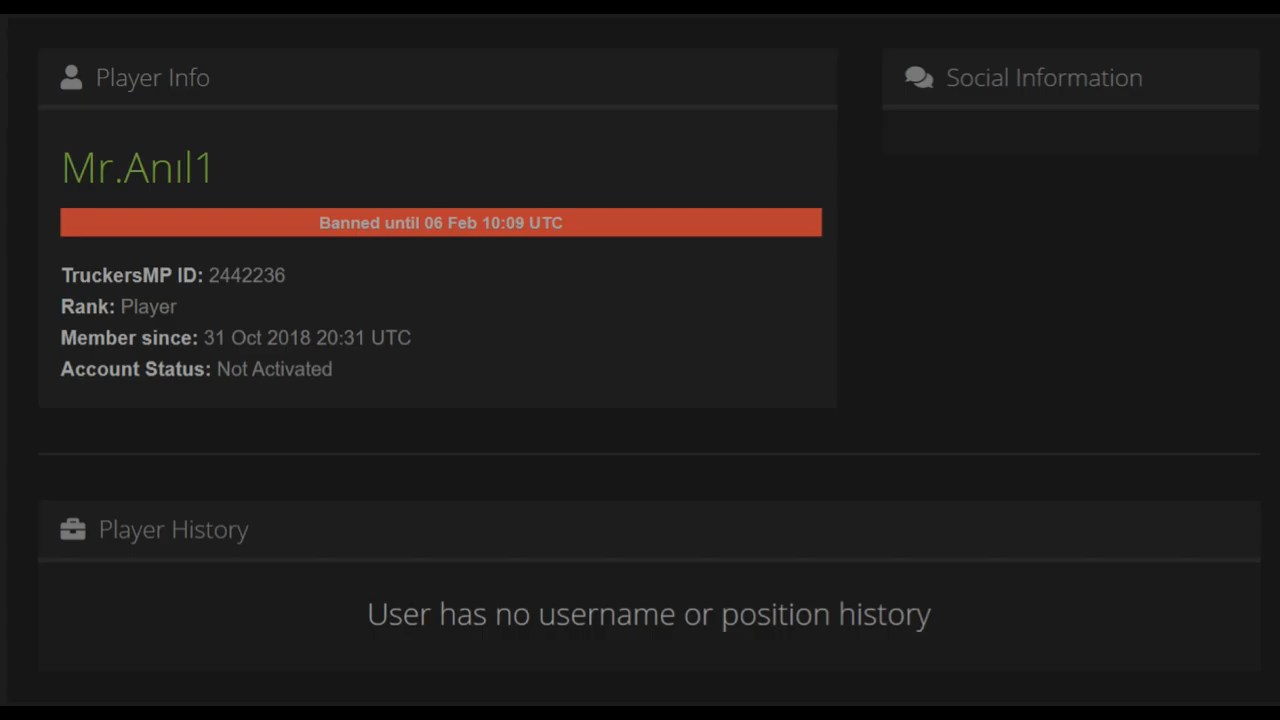 Player Info
Social Information
Mr.Anıl1
Banned until 06 Feb 10:09 UTC
TruckersMP ID: 2442236
Rank: Player
Member since: 31 Oct 2018 20:31 UTC
Account Status: Not Activated
Player History
User has no username or position history